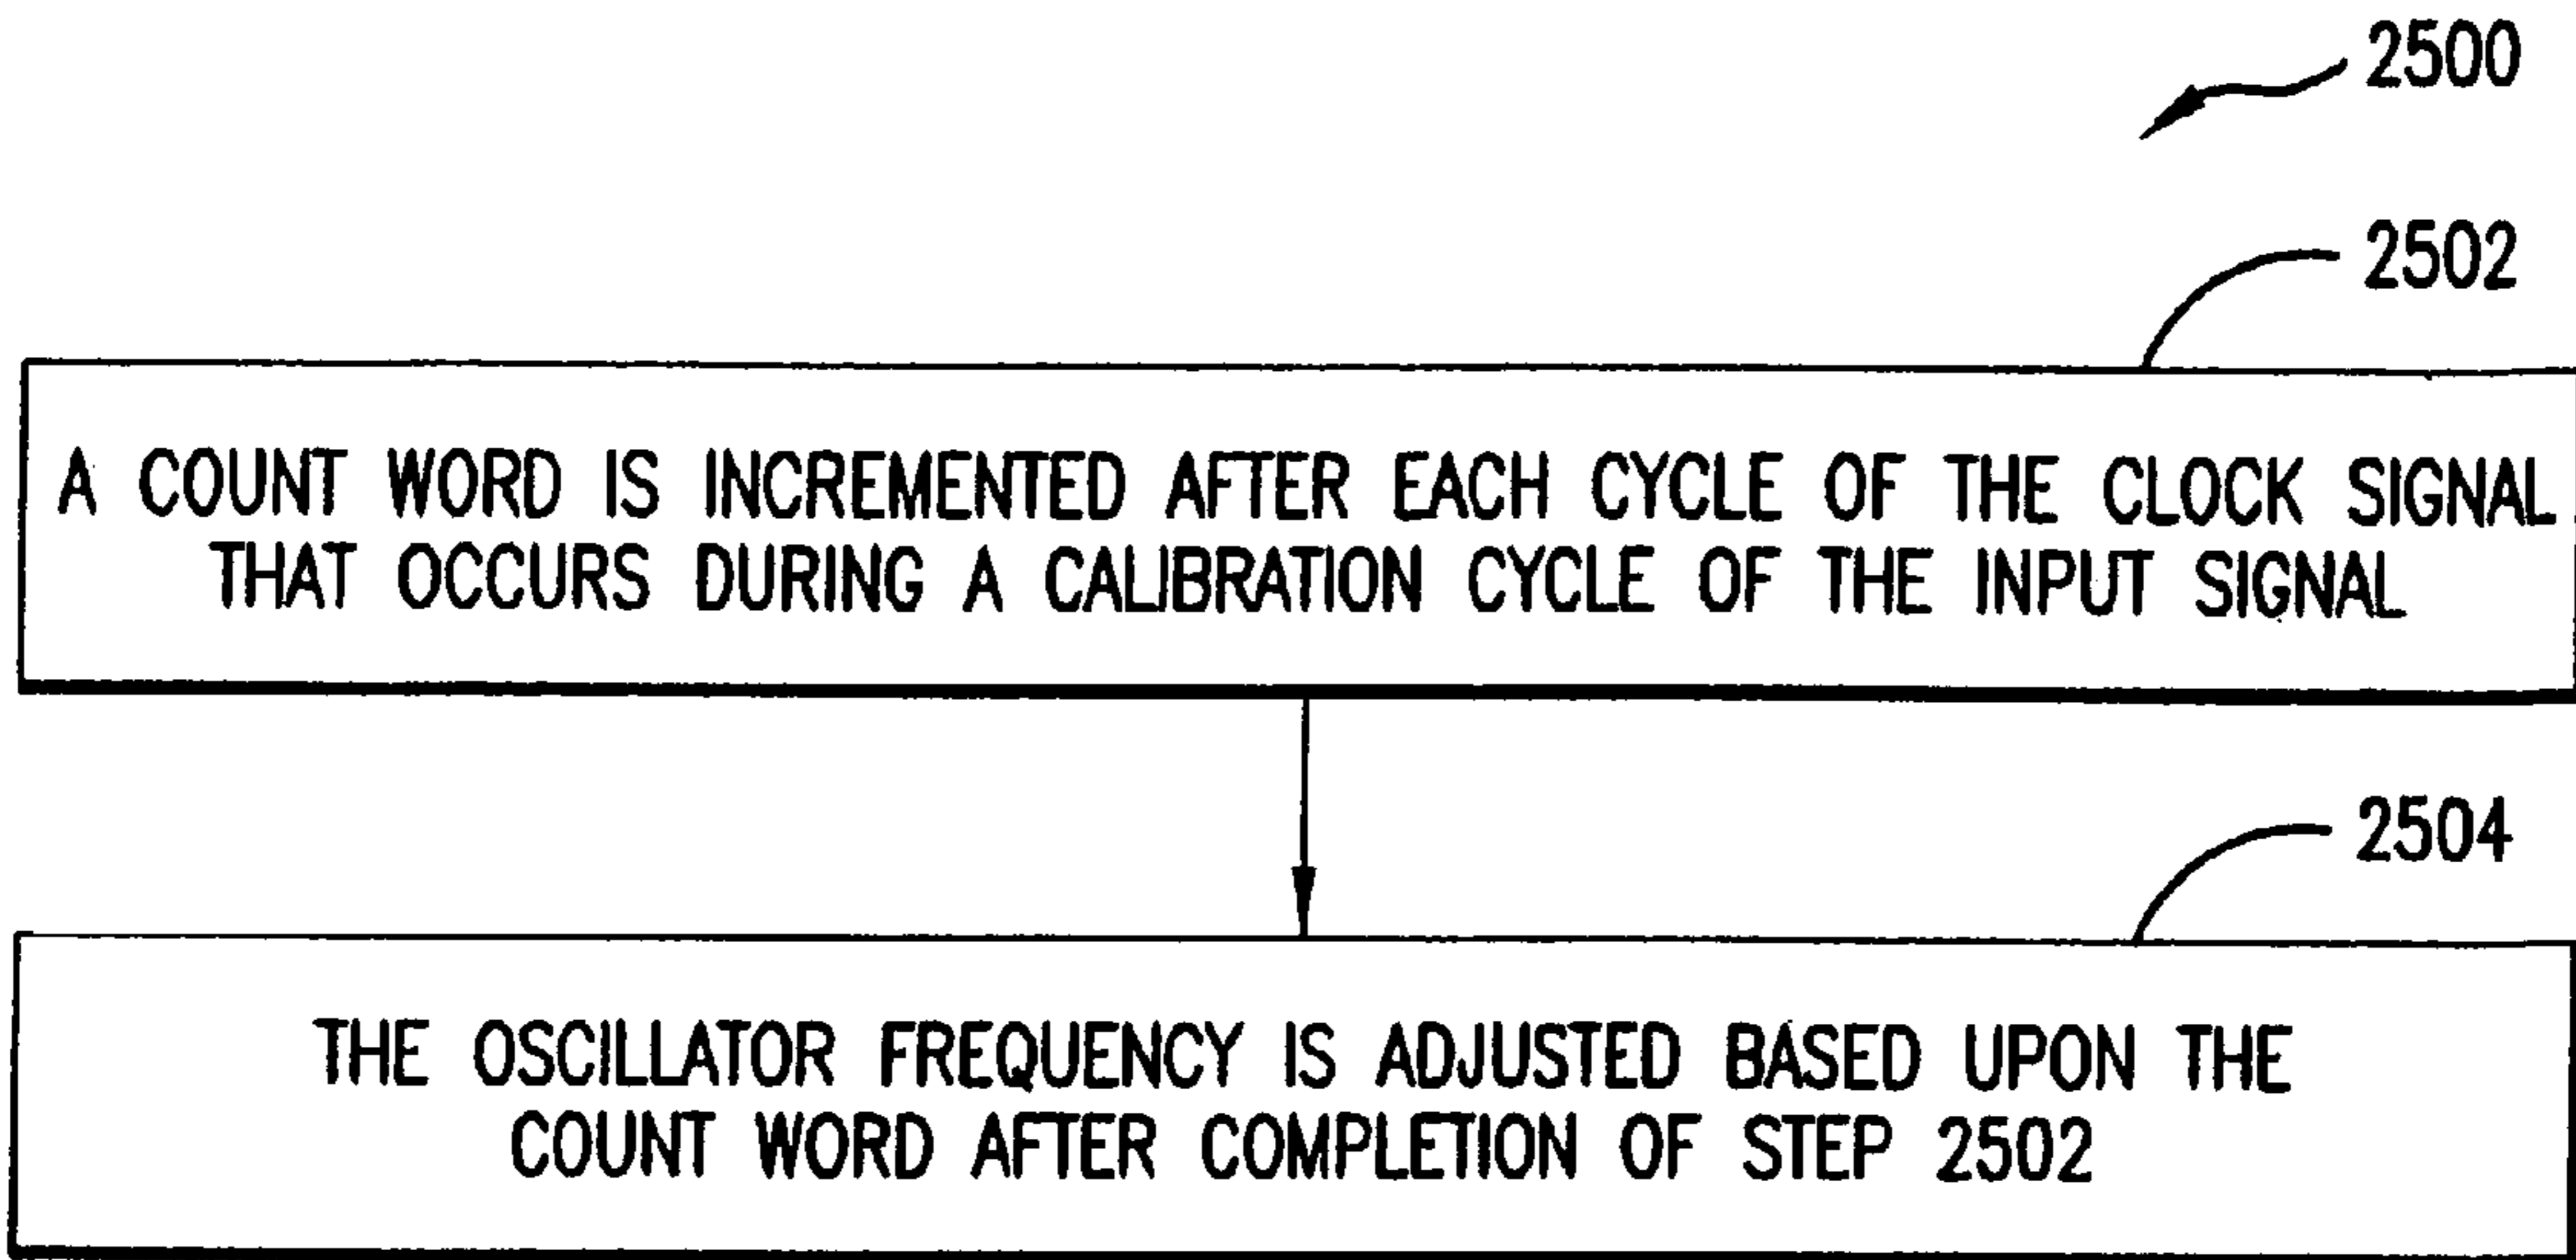 2500
2502
A COUNT WORD IS INCREMENTED AFTER EACH CYCLE OF THE CLOCK SIGNAL
THAT OCCURS DURING A CALIBRATION CYCLE OF THE INPUT SIGNAL
2504
THE OSCILLATOR FREQUENCY IS ADJUSTED BASED UPON THE
COUNT WORD AFTER COMPLETION OF STEP 2502